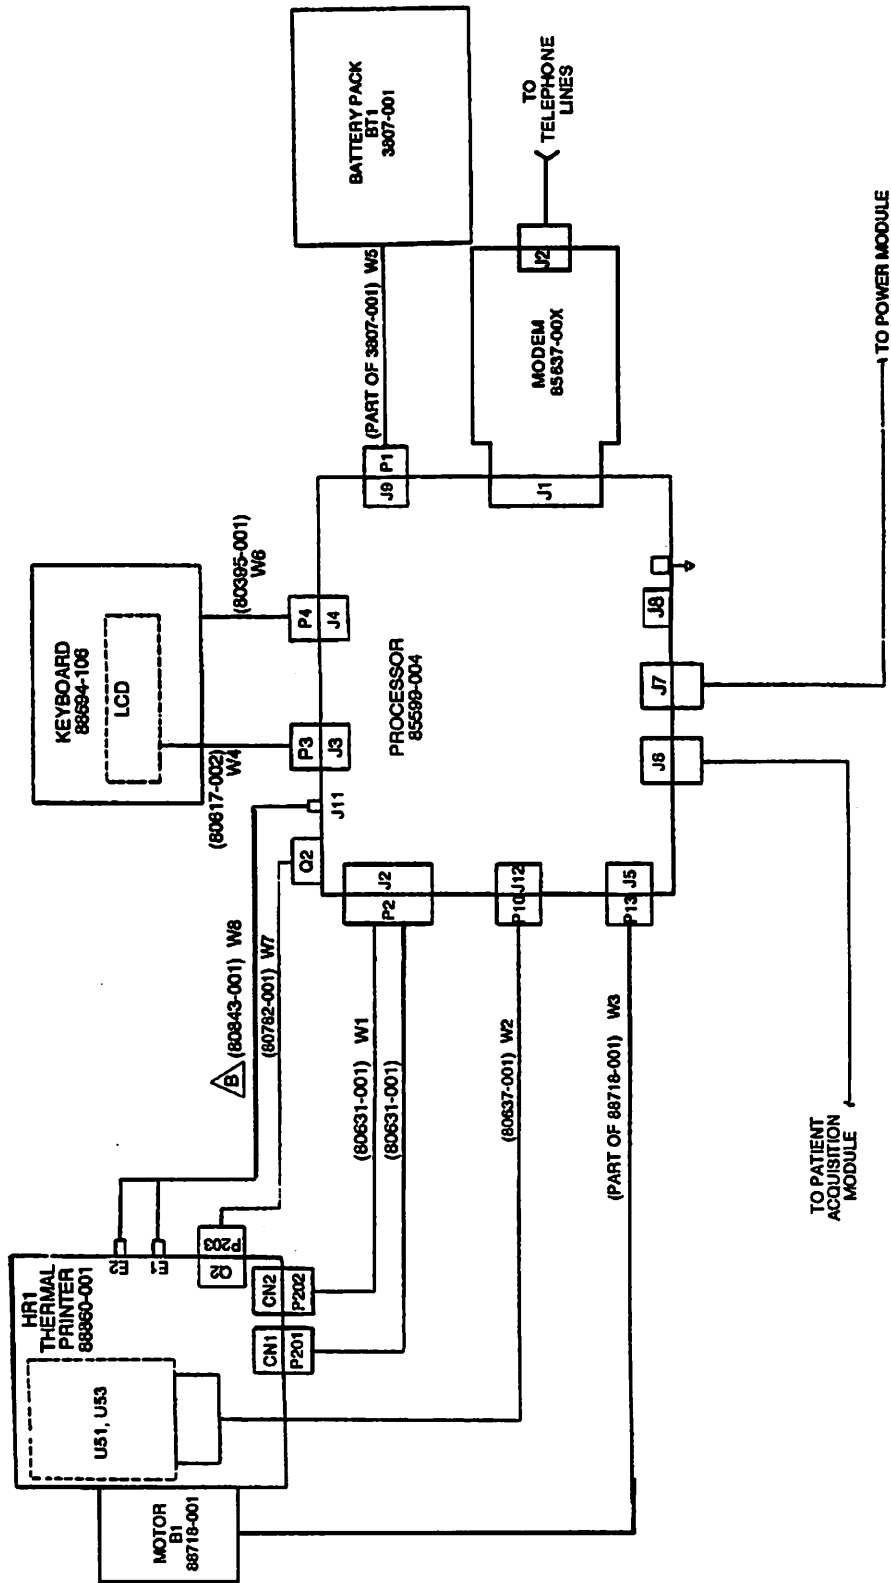 HR1
THERMAL
PRINTER
88860-001
U51, U53
MOTOR
B1
88718-001
E2
E1
Q2
P203
CN2
P202
CN1
P201
B
(80843-001) W8
(80782-001) W7
(80631-001) W1
(80631-001)
(80637-001) W2
(PART OF 88718-001) W3
TO PATIENT
ACQUISITION
MODULE
KEYBOARD
88694-106
LCD
(80617-002)
W4
(80395-001)
W6
P3
J3
P4
J4
J11
Q2
P2
J2
P10
J12
P13
J5
PROCESSOR
85599-004
J6
J7
J8
J9
P1
J1
(PART OF 3807-001) W5
BATTERY PACK
BT1
3807-001
MODEM
85637-00X
J2
TO
TELEPHONE
LINES
TO POWER MODULE